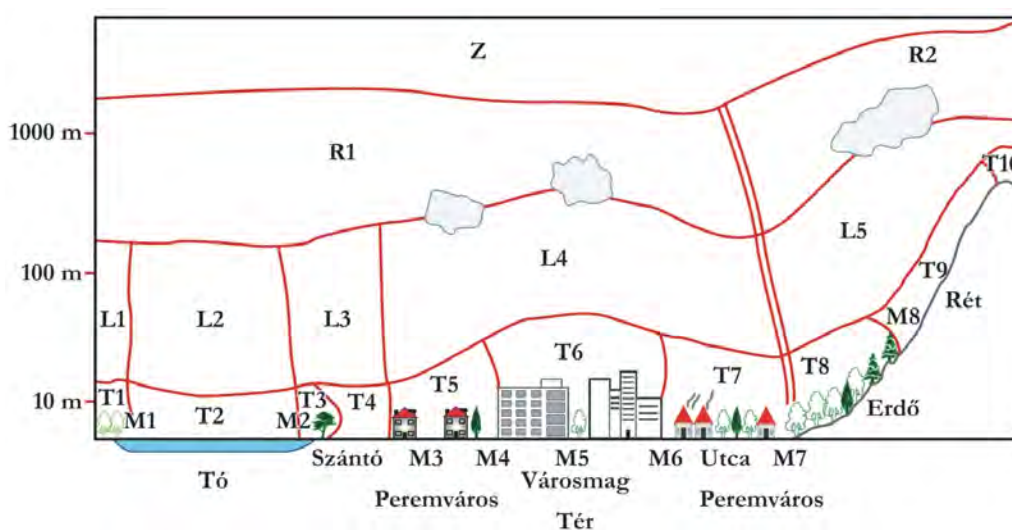 Z
R2
1000 m
R1
T10
L5
L4
100 m
T9
Rét
L1
L2
L3
M8
T6
T8
T7
T5
T1
T3
T4
10 m
M1
T2
M2
Erdő
Szántó
M3
M4
M5
M6
Utca
M7
Tó
Városmag
Peremváros
Peremváros
Tér